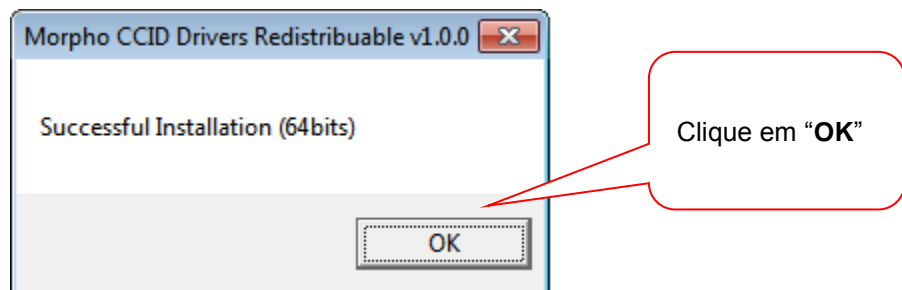 Morpho CCID Drivers Redistribuable v1.0.0
Successful Installation (64bits)
Clique em “OK”
OK